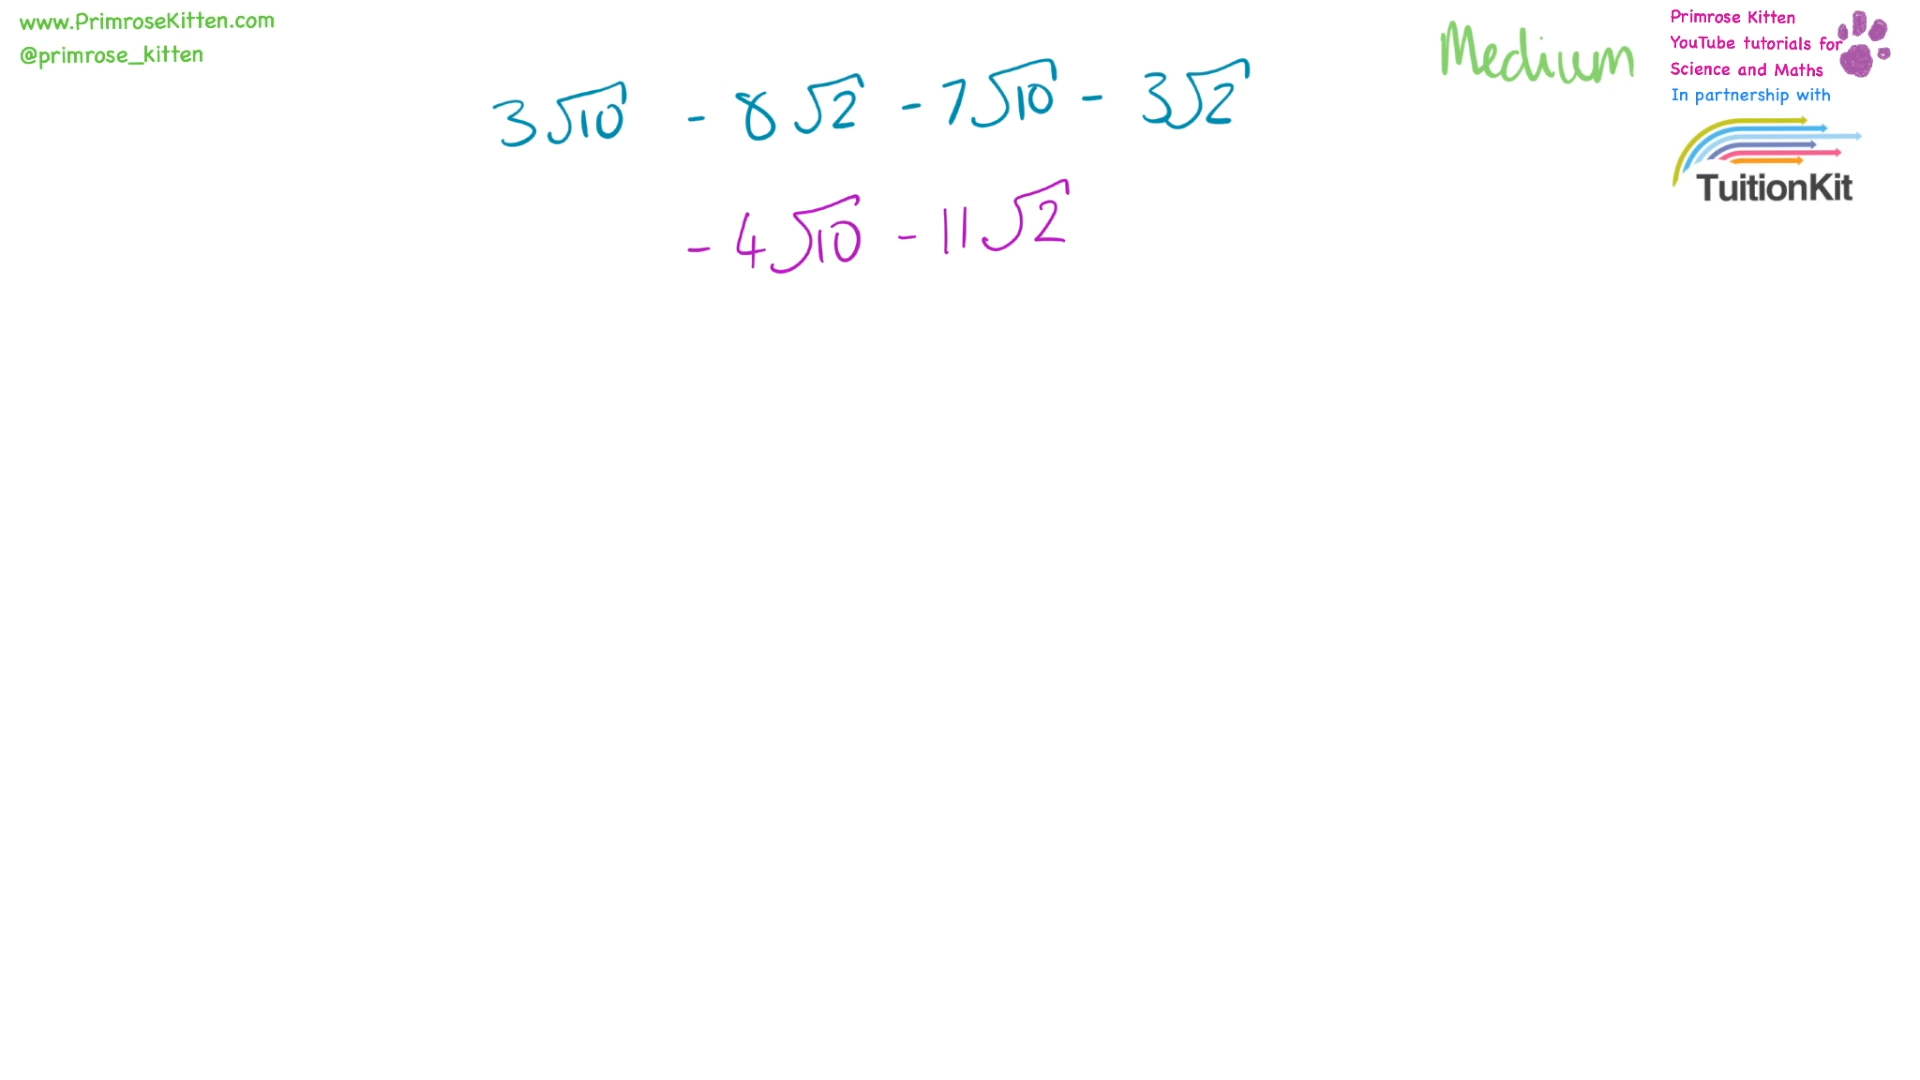 www.PrimroseKitten.com
@primrose_kitten
3√10 - 8√2 - 7√10 - 3√2
- 4√10 - 11√2
Medium
Primrose Kitten
YouTube tutorials for
Science and Maths
In partnership with
TuitionKit